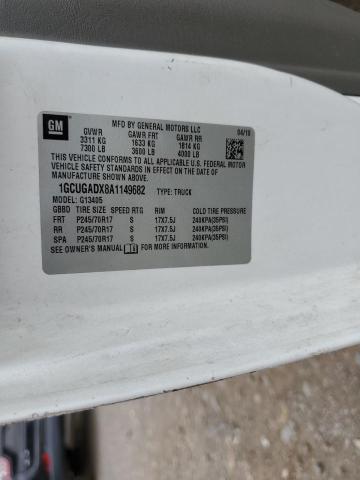 GM
MFD BY GENERAL MOTORS LLC 04/10
GVWR GAWR FRT GAWR RR
3311 KG 1633 KG 1814 KG
7300 LB 3600 LB 4000 LB
THIS VEHICLE CONFORMS TO ALL APPLICABLE U.S. FEDERAL MOTOR
VEHICLE SAFETY STANDARDS IN EFFECT ON THE DATE OF
MANUFACTURE SHOWN ABOVE.
1GCUGADX8A1149682 TYPE: TRUCK
MODEL: G13405
GBBD TIRE SIZE SPEED RTG RIM COLD TIRE PRESSURE
FRT P245/70R17 S 17X7.5J 240KPA(35PSI)
RR P245/70R17 S 17X7.5J 240KPA(35PSI)
SPA P245/70R17 S 17X7.5J 240KPA(35PSI)
SEE OWNER'S MANUAL FOR ADDITIONAL INFORMATION.